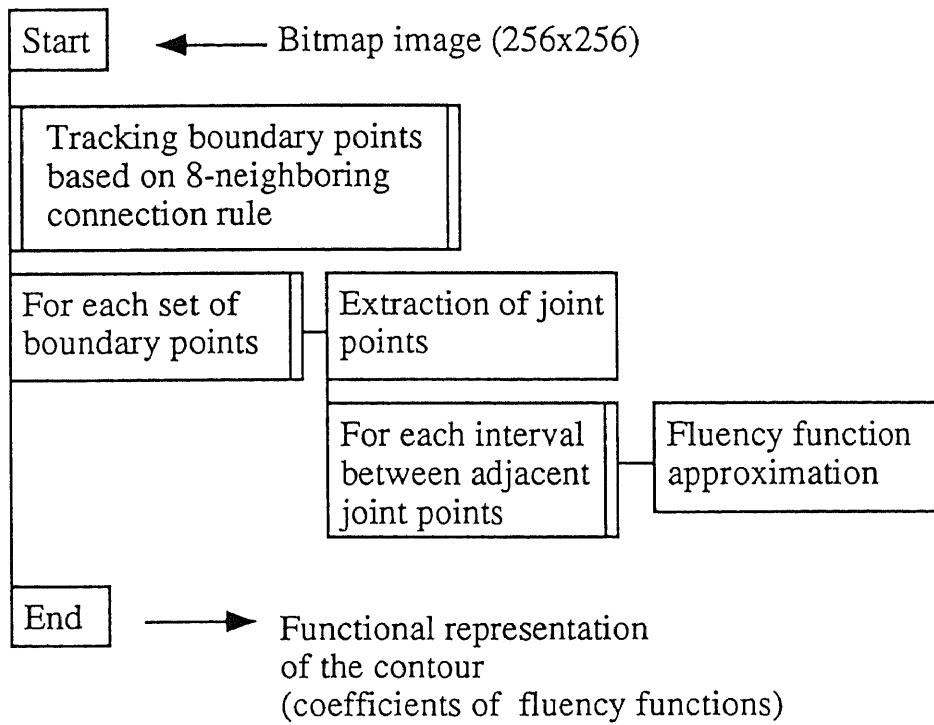 Start
Bitmap image (256x256)
Tracking boundary points
based on 8-neighboring
connection rule
For each set of
boundary points
Extraction of joint
points
For each interval
between adjacent
joint points
Fluency function
approximation
End
Functional representation
of the contour
(coefficients of fluency functions)